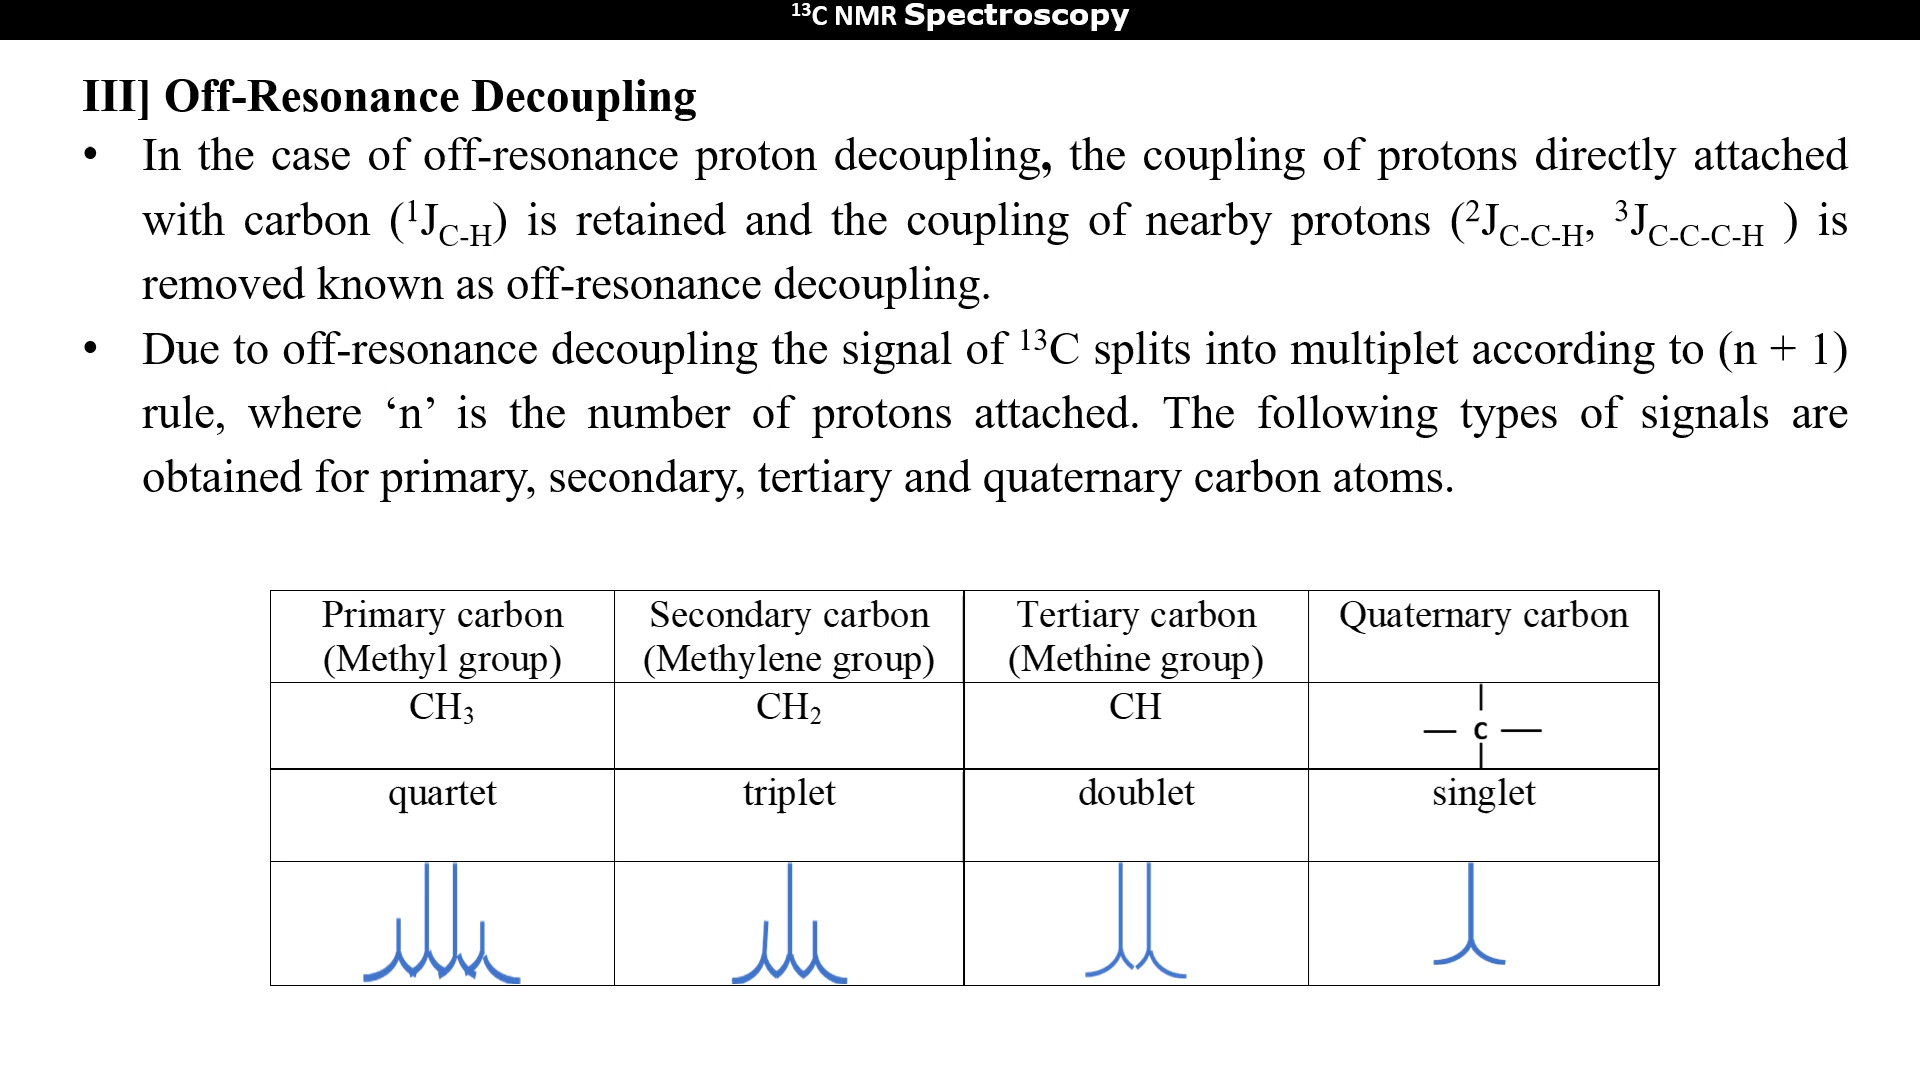 ¹³C NMR Spectroscopy
III] Off-Resonance Decoupling
• In the case of off-resonance proton decoupling, the coupling of protons directly attached
with carbon (¹J_C-H) is retained and the coupling of nearby protons (²J_C-C-H, ³J_C-C-C-H ) is
removed known as off-resonance decoupling.
• Due to off-resonance decoupling the signal of ¹³C splits into multiplet according to (n + 1)
rule, where ‘n’ is the number of protons attached. The following types of signals are
obtained for primary, secondary, tertiary and quaternary carbon atoms.
Primary carbon Secondary carbon Tertiary carbon Quaternary carbon
(Methyl group) (Methylene group) (Methine group)
CH₃ CH₂ CH
C
quartet triplet doublet singlet